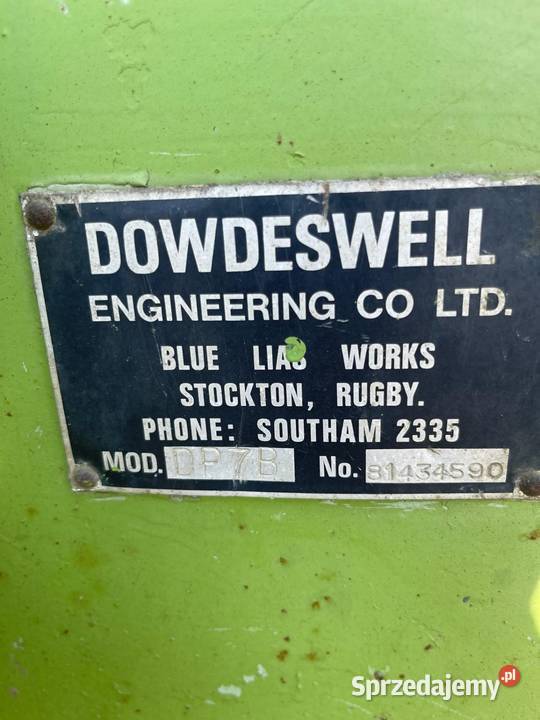 DOWDESWELL
ENGINEERING CO LTD.
BLUE LIAS WORKS
STOCKTON, RUGBY.
PHONE: SOUTHAM 2335
MOD. DP7B No. 81434590
Sprzedajemy.pl